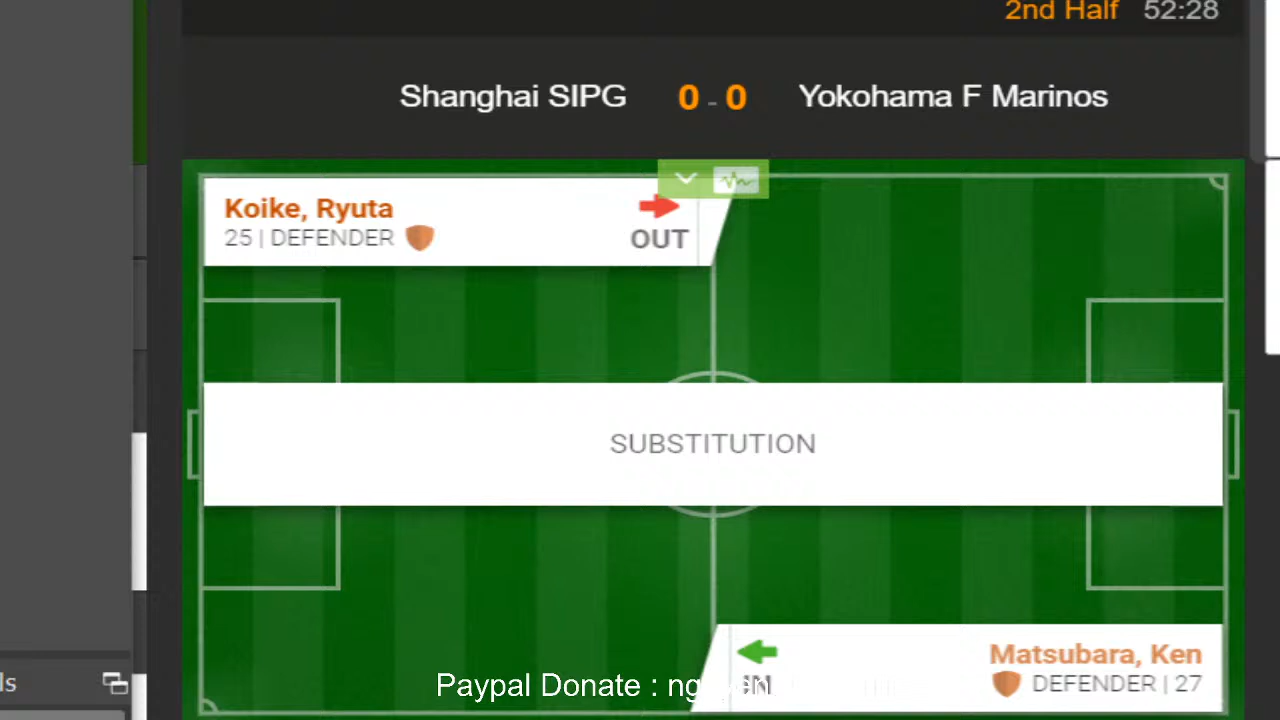 2nd Half 52:28
Shanghai SIPG 0 - 0 Yokohama F Marinos
Koike, Ryuta
25 | DEFENDER
OUT
SUBSTITUTION
Matsubara, Ken
DEFENDER | 27
Paypal Donate :
ls